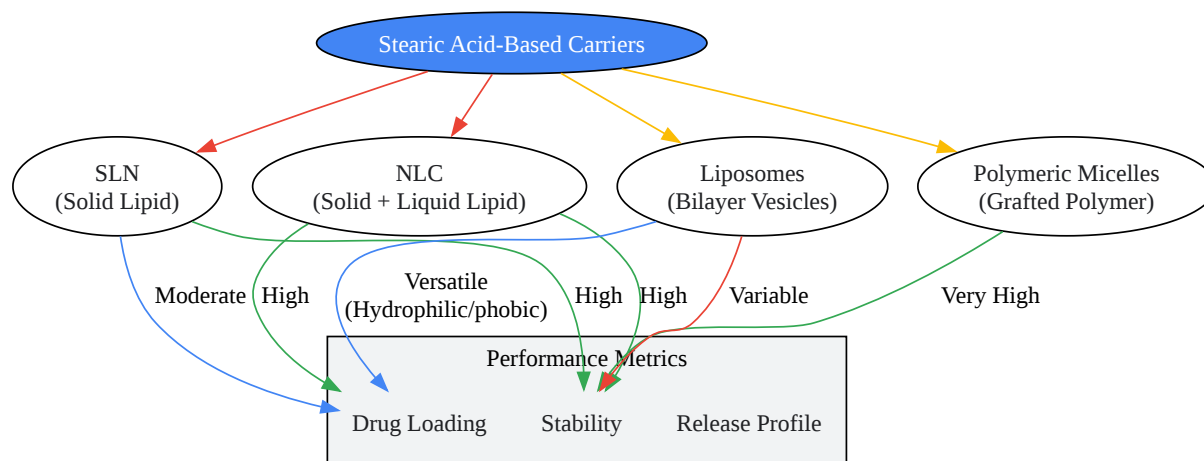 Stearic Acid-Based Carriers
SLN
(Solid Lipid)
NLC
(Solid + Liquid Lipid)
Liposomes
(Bilayer Vesicles)
Polymeric Micelles
(Grafted Polymer)
Moderate
High
Versatile
(Hydrophilic/phobic)
High
High
Variable
Very High
Performance Metrics
Drug Loading
Stability
Release Profile